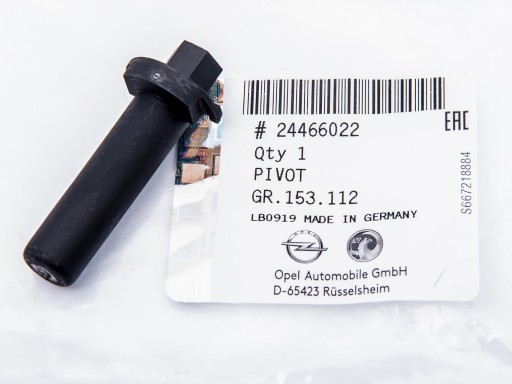 # 24466022
Qty 1
PIVOT
GR.153.112
LB0919 MADE IN GERMANY
Opel Automobile GmbH
D-65423 Rüsselsheim
EAC
S667218884